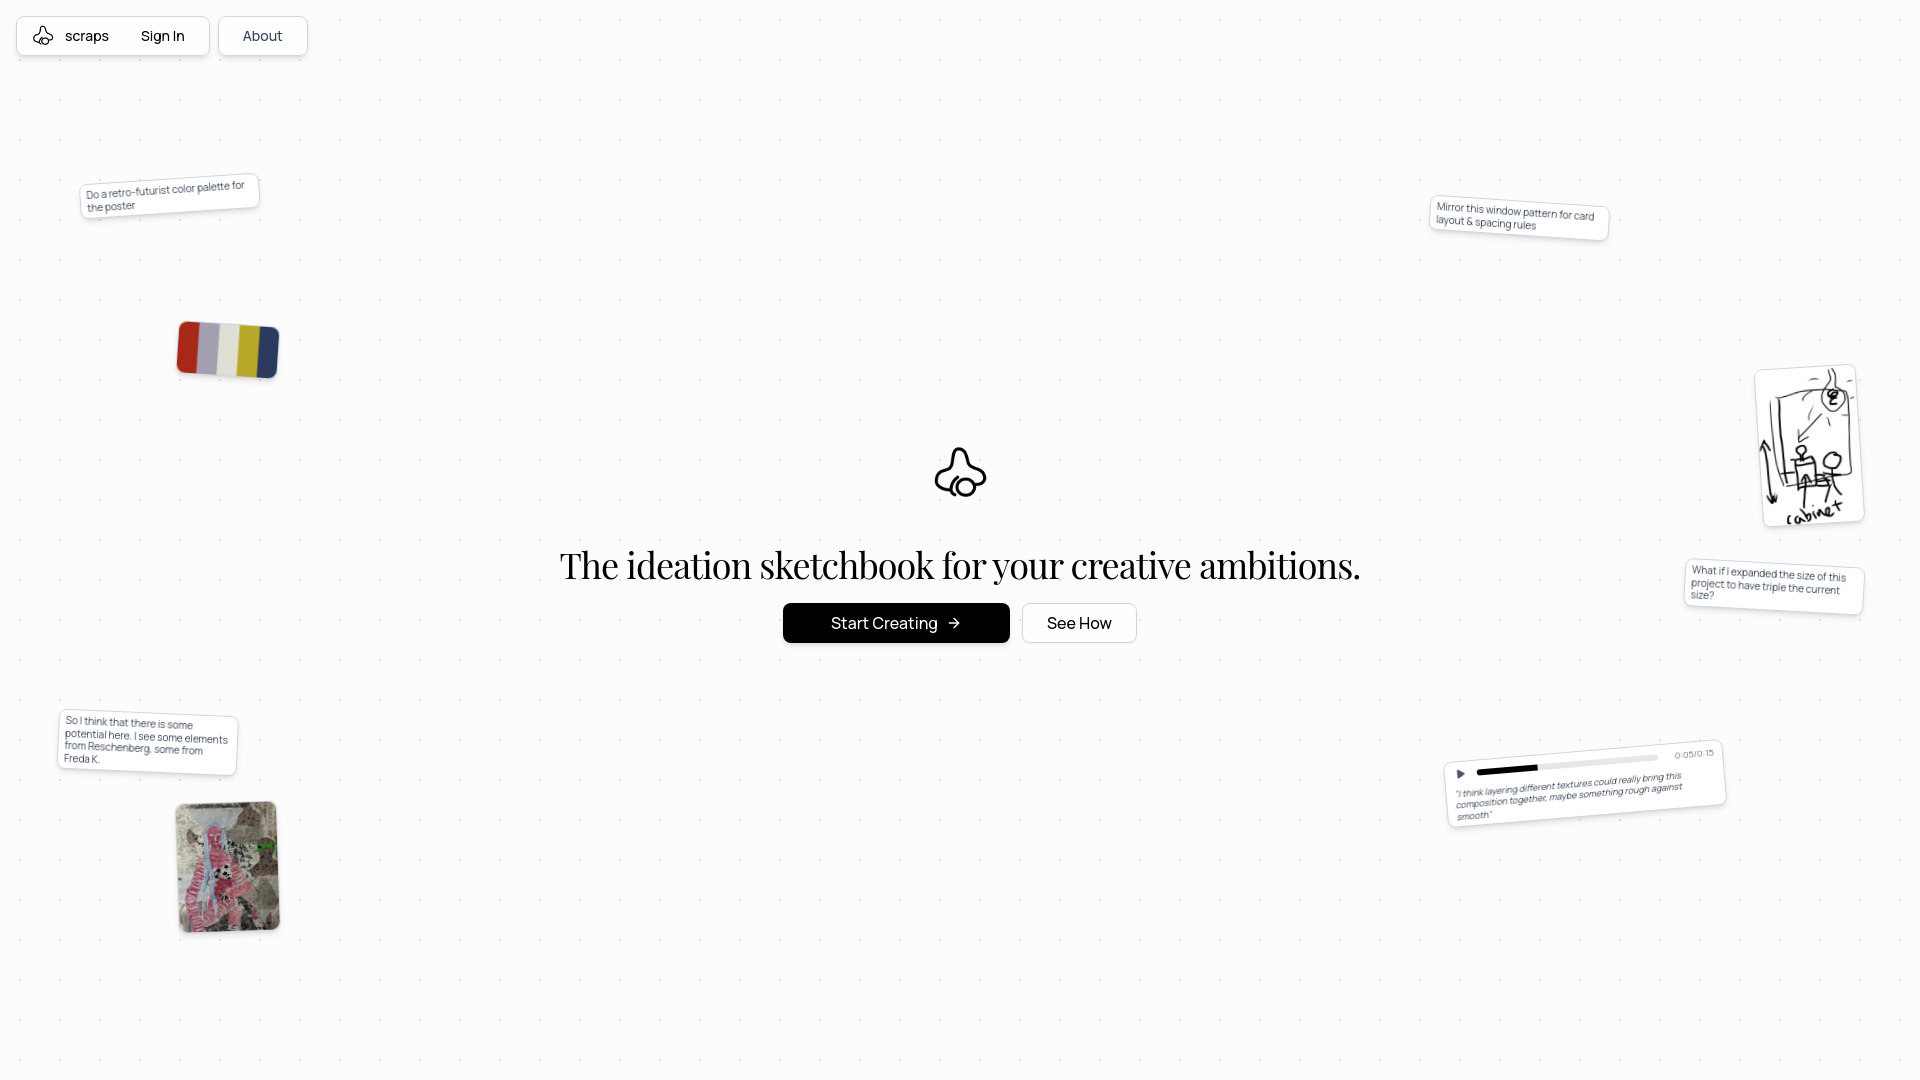 scraps
Sign In
About
Do a retro-futurist color palette for
the poster
Mirror this window pattern for card
layout & spacing rules
cabinet
The ideation sketchbook for your creative ambitions.
Start Creating →
See How
What if I expanded the size of this
project to have triple the current
size?
So I think that there is some
potential here. I see some elements
from Reschenberg, some from
Freda K.
0:05/0:15
"I think layering different textures could really bring this
composition together, maybe something rough against
smooth"